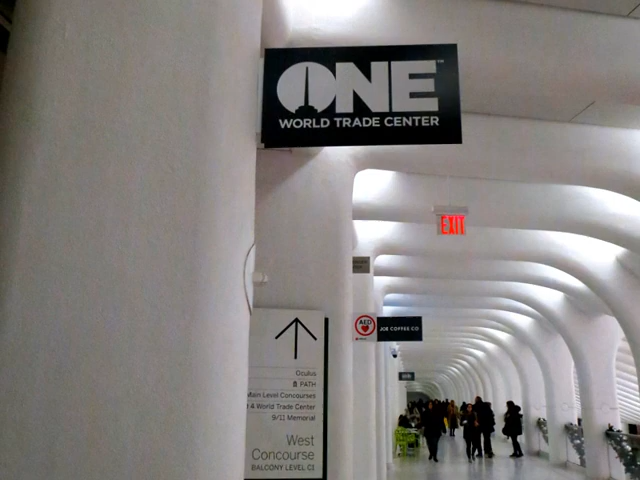 ONE™
WORLD TRADE CENTER
EXIT
AED
JOE COFFEE CO
Oculus
PATH
Main Level Concourses
4 World Trade Center
9/11 Memorial
West
Concourse
BALCONY LEVEL C1